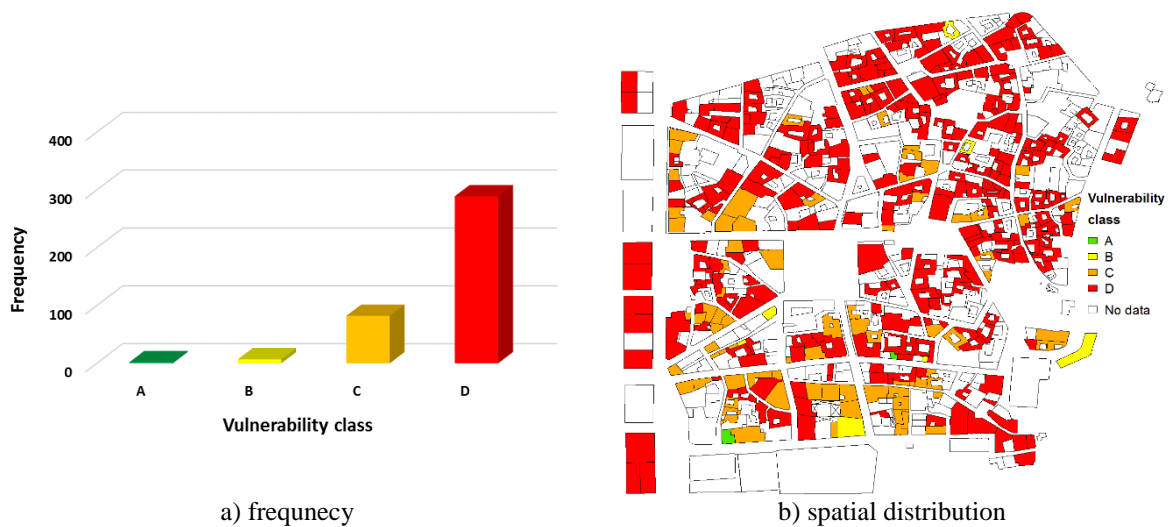 400
300
200
100
0
Frequency
A B C D
Vulnerability class
a) frequnecy
Vulnerability
class
A
B
C
D
No data
b) spatial distribution